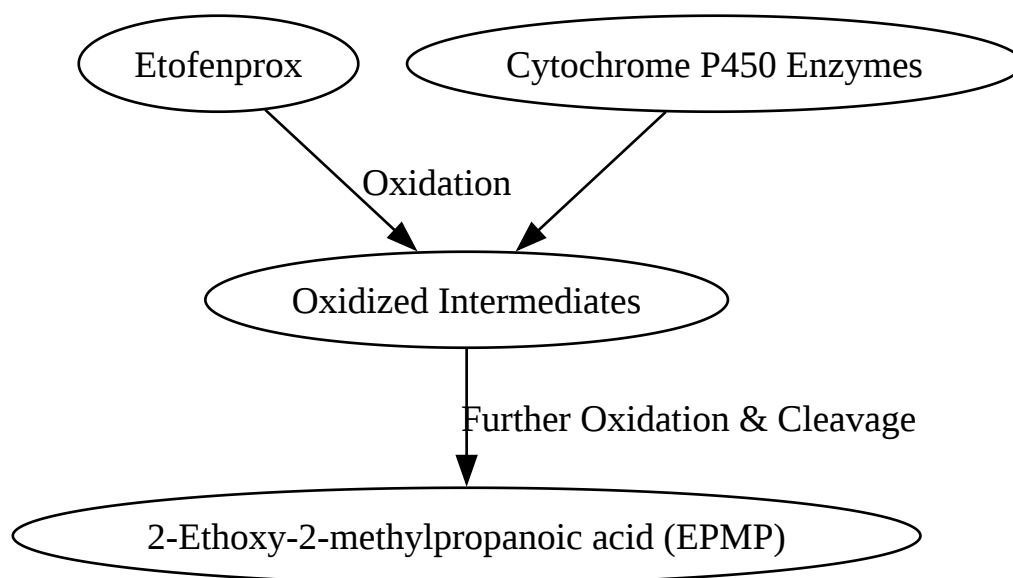 Etofenprox
Cytochrome P450 Enzymes
Oxidation
Oxidized Intermediates
Further Oxidation & Cleavage
2-Ethoxy-2-methylpropanoic acid (EPMP)